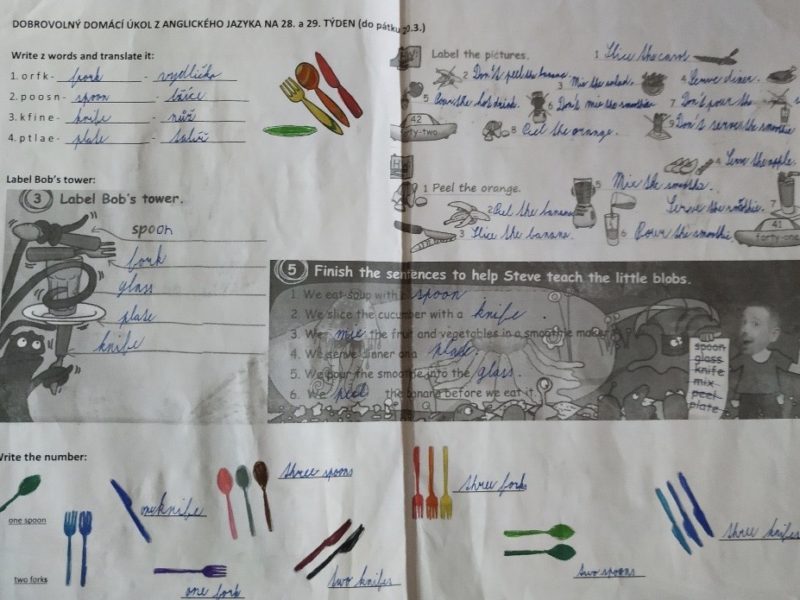 DOBROVOLNÝ DOMÁCÍ ÚKOL Z ANGLICKÉHO JAZYKA NA 28. a 29. TÝDEN (do pátku 20.3.)
Write z words and translate it:
1. o r f k - fork - vydlička
2. p o o s n - spoon - lžíce
3. k f i n e - knife - nůž
4. p t l a e - plate - talíř
Label the pictures.
1 Slice the carrot
2 Don't peel the banana
3 Mix the salad.
4 Serve diner.
5 the hot drink.
6 Don't mix the smoothie
7 Don't pour the
8 Peel the orange.
9 Don't serve the smoothie
42
forty-two
1 Peel the orange.
2 Peel the banana
3 Slice the banana.
4 the apple.
5 Mix the smoothie.
6 Pour the smoothie
7 Serve the smoothie.
41
forty-one
Label Bob's tower:
3 Label Bob's tower.
spoon
fork
glass
plate
knife
5 Finish the sentences to help Steve teach the little blobs.
1. We eat soup with a spoon
2. We slice the cucumber with a knife.
3. We mix the fruit and vegetables in a smoothie maker.
4. We serve dinner on a plate.
5. We pour the smoothie into the glass.
6. We peel the banana before we eat it.
spoon
glass
knife
mix
peel
plate
Write the number:
one spoon
one knife
three spoons
three forks
three knifes
two forks
one fork
two knifes
two spoons